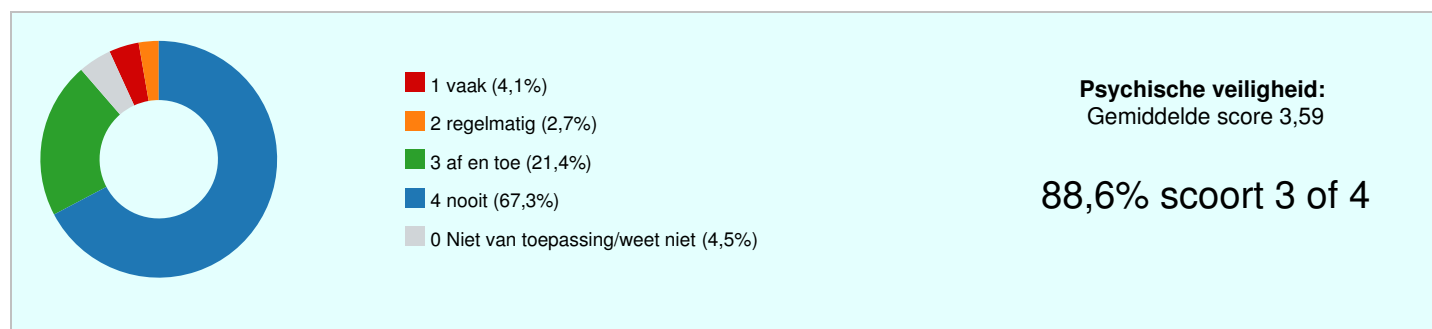 1 vaak (4,1%)
2 regelmatig (2,7%)
3 af en toe (21,4%)
4 nooit (67,3%)
0 Niet van toepassing/weet niet (4,5%)
Psychische veiligheid:
Gemiddelde score 3,59
88,6% scoort 3 of 4